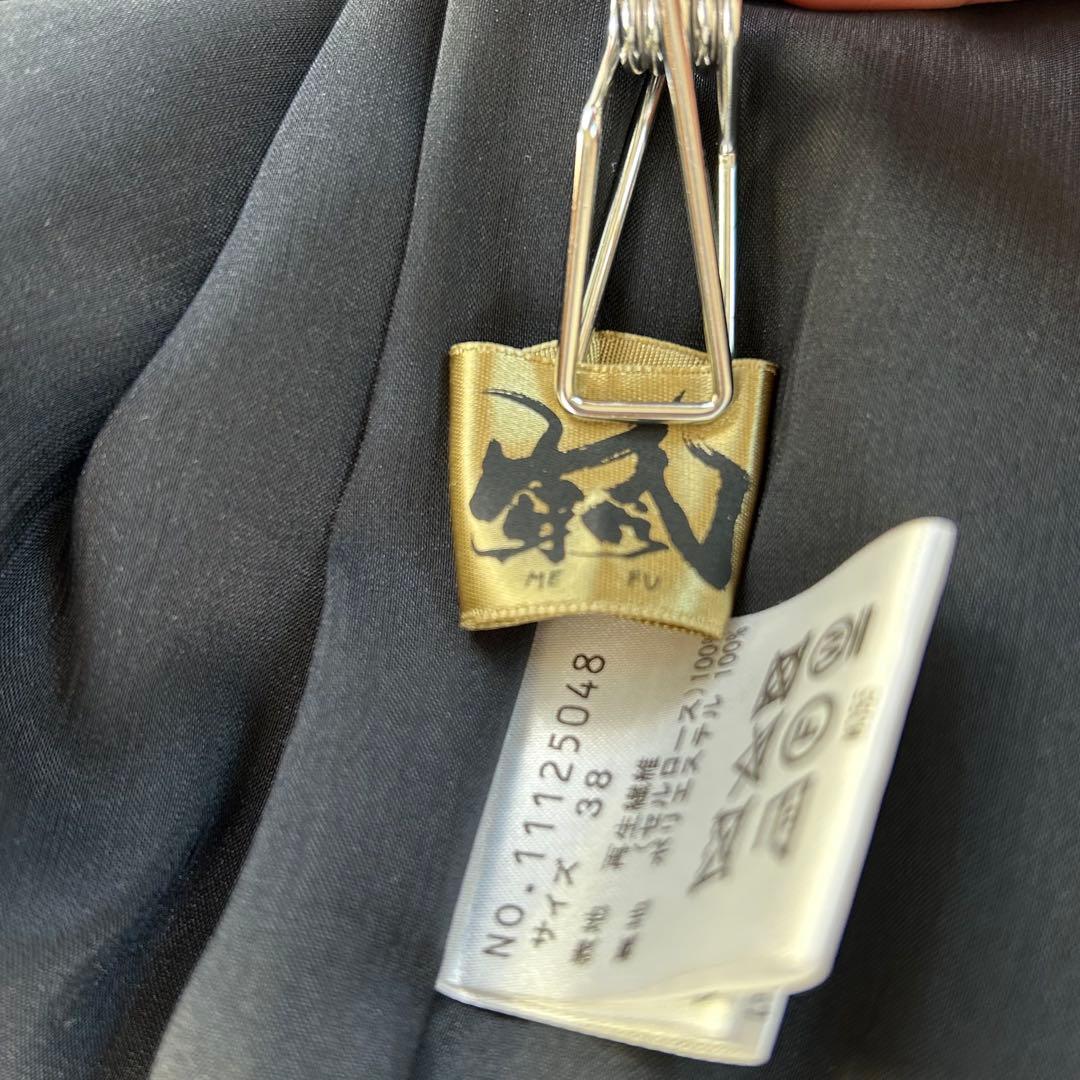 ME FU
NO.11125048
サイズ 38
表地 再生繊維
(セルロース)100%
裏地 ポリエステル 100%
F
W